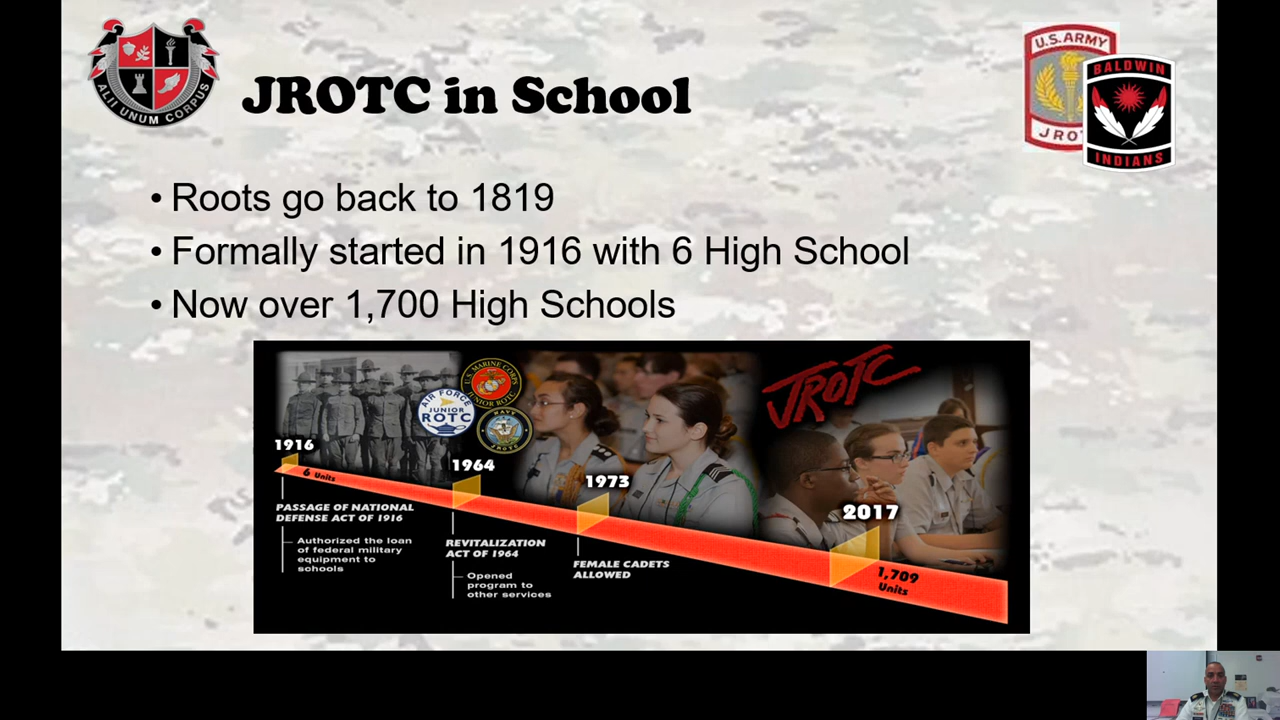 ALII UNUM CORPUS
JROTC in School
U.S. ARMY
JROT
BALDWIN
INDIANS
• Roots go back to 1819
• Formally started in 1916 with 6 High School
• Now over 1,700 High Schools
JROTC
U.S. MARINE CORPS
JUNIOR ROTC
AIR FORCE
JUNIOR
ROTC
NAVY
JROTC
1916
6 Units
PASSAGE OF NATIONAL
DEFENSE ACT OF 1916
Authorized the loan
of federal military
equipment to
schools
1964
REVITALIZATION
ACT OF 1964
Opened
program to
other services
1973
FEMALE CADETS
ALLOWED
2017
1,709
Units